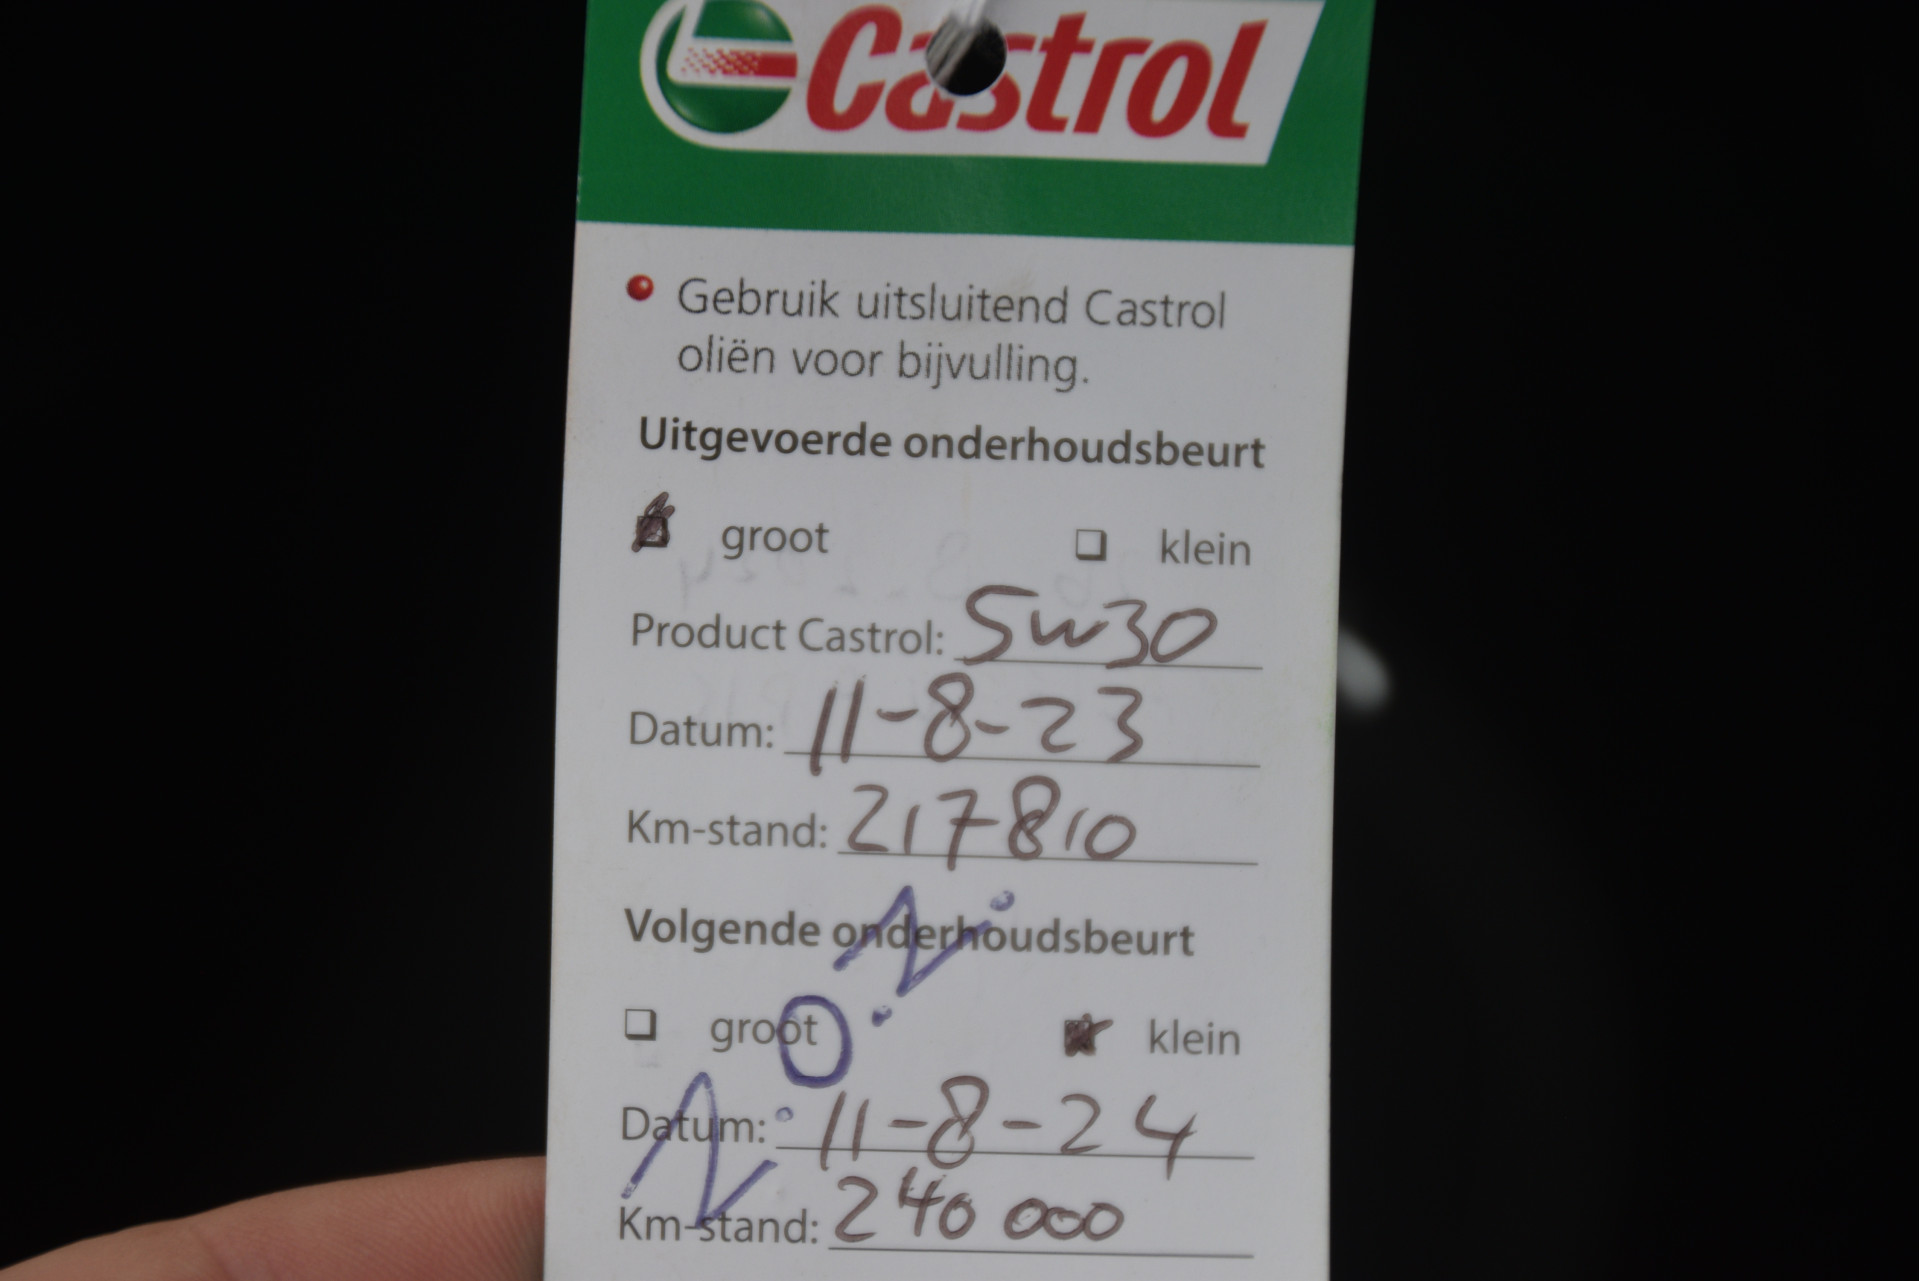 Castrol
Gebruik uitsluitend Castrol
oliën voor bijvulling.
Uitgevoerde onderhoudsbeurt
groot klein
Product Castrol: 5w30
Datum: 11-8-23
Km-stand: 217810
Volgende onderhoudsbeurt
groot klein
Datum: 11-8-24
Km-stand: 240 000
N.O.N.